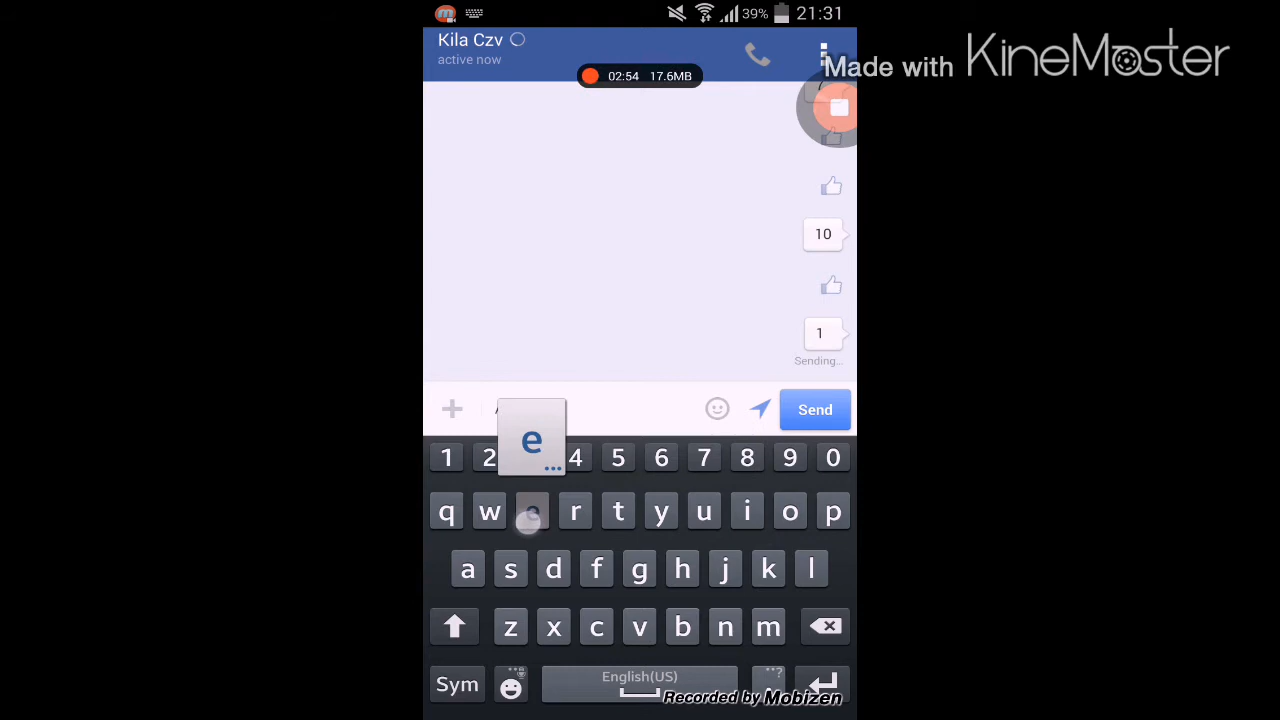 39% 21:31
Kila Czv
active now
02:54 17.6MB
Made with KineMaster
10
1
Sending...
Send
e
...
1 2 4 5 6 7 8 9 0
q w e r t y u i o p
a s d f g h j k l
z x c v b n m
Sym English(US)
Recorded by Mobizen